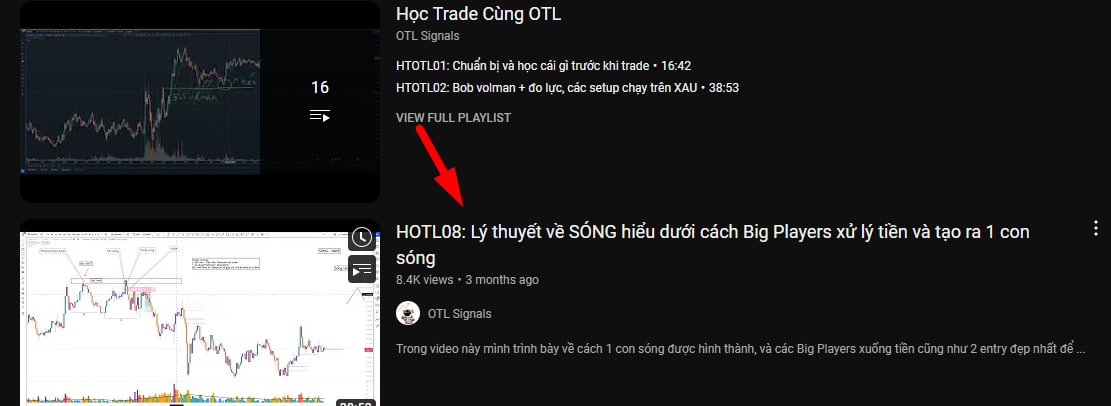 Học Trade Cùng OTL
OTL Signals
HTOTL01: Chuẩn bị và học cái gì trước khi trade • 16:42
HTOTL02: Bob volman + đo lực, các setup chạy trên XAU • 38:53
16
VIEW FULL PLAYLIST
HOTL08: Lý thuyết về SÓNG hiểu dưới cách Big Players xử lý tiền và tạo ra 1 con
sóng
8.4K views • 3 months ago
OTL Signals
Trong video này mình trình bày về cách 1 con sóng được hình thành, và các Big Players xuống tiền cũng như 2 entry đẹp nhất để ...